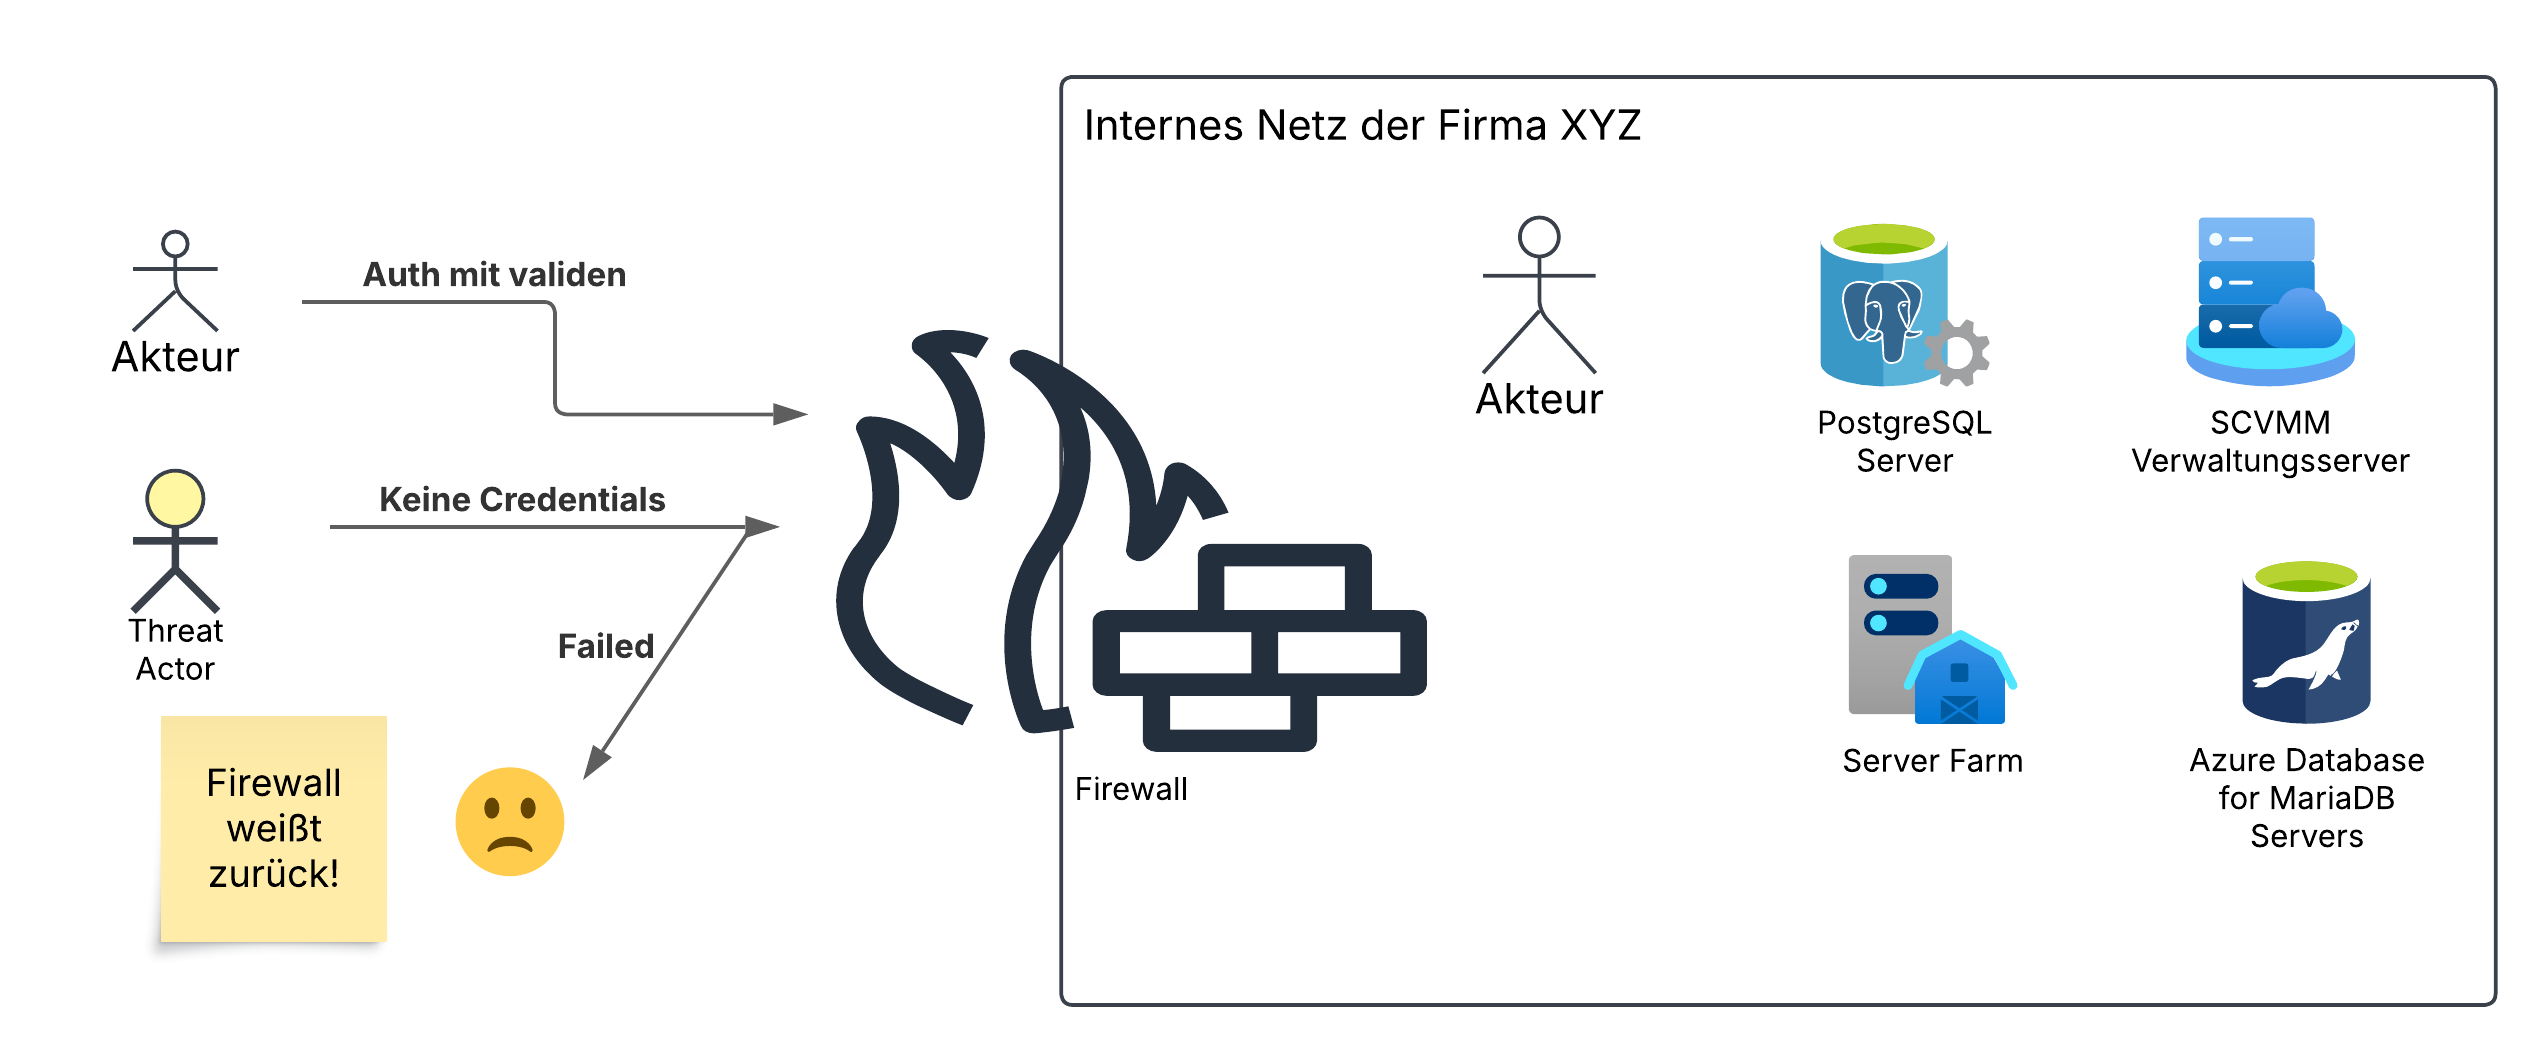 Internes Netz der Firma XYZ
Auth mit validen
Akteur
Keine Credentials
Threat
Actor
Failed
Firewall
weißt
zurück!
Firewall
Akteur
PostgreSQL
Server
SCVMM
Verwaltungsserver
Server Farm
Azure Database
for MariaDB
Servers